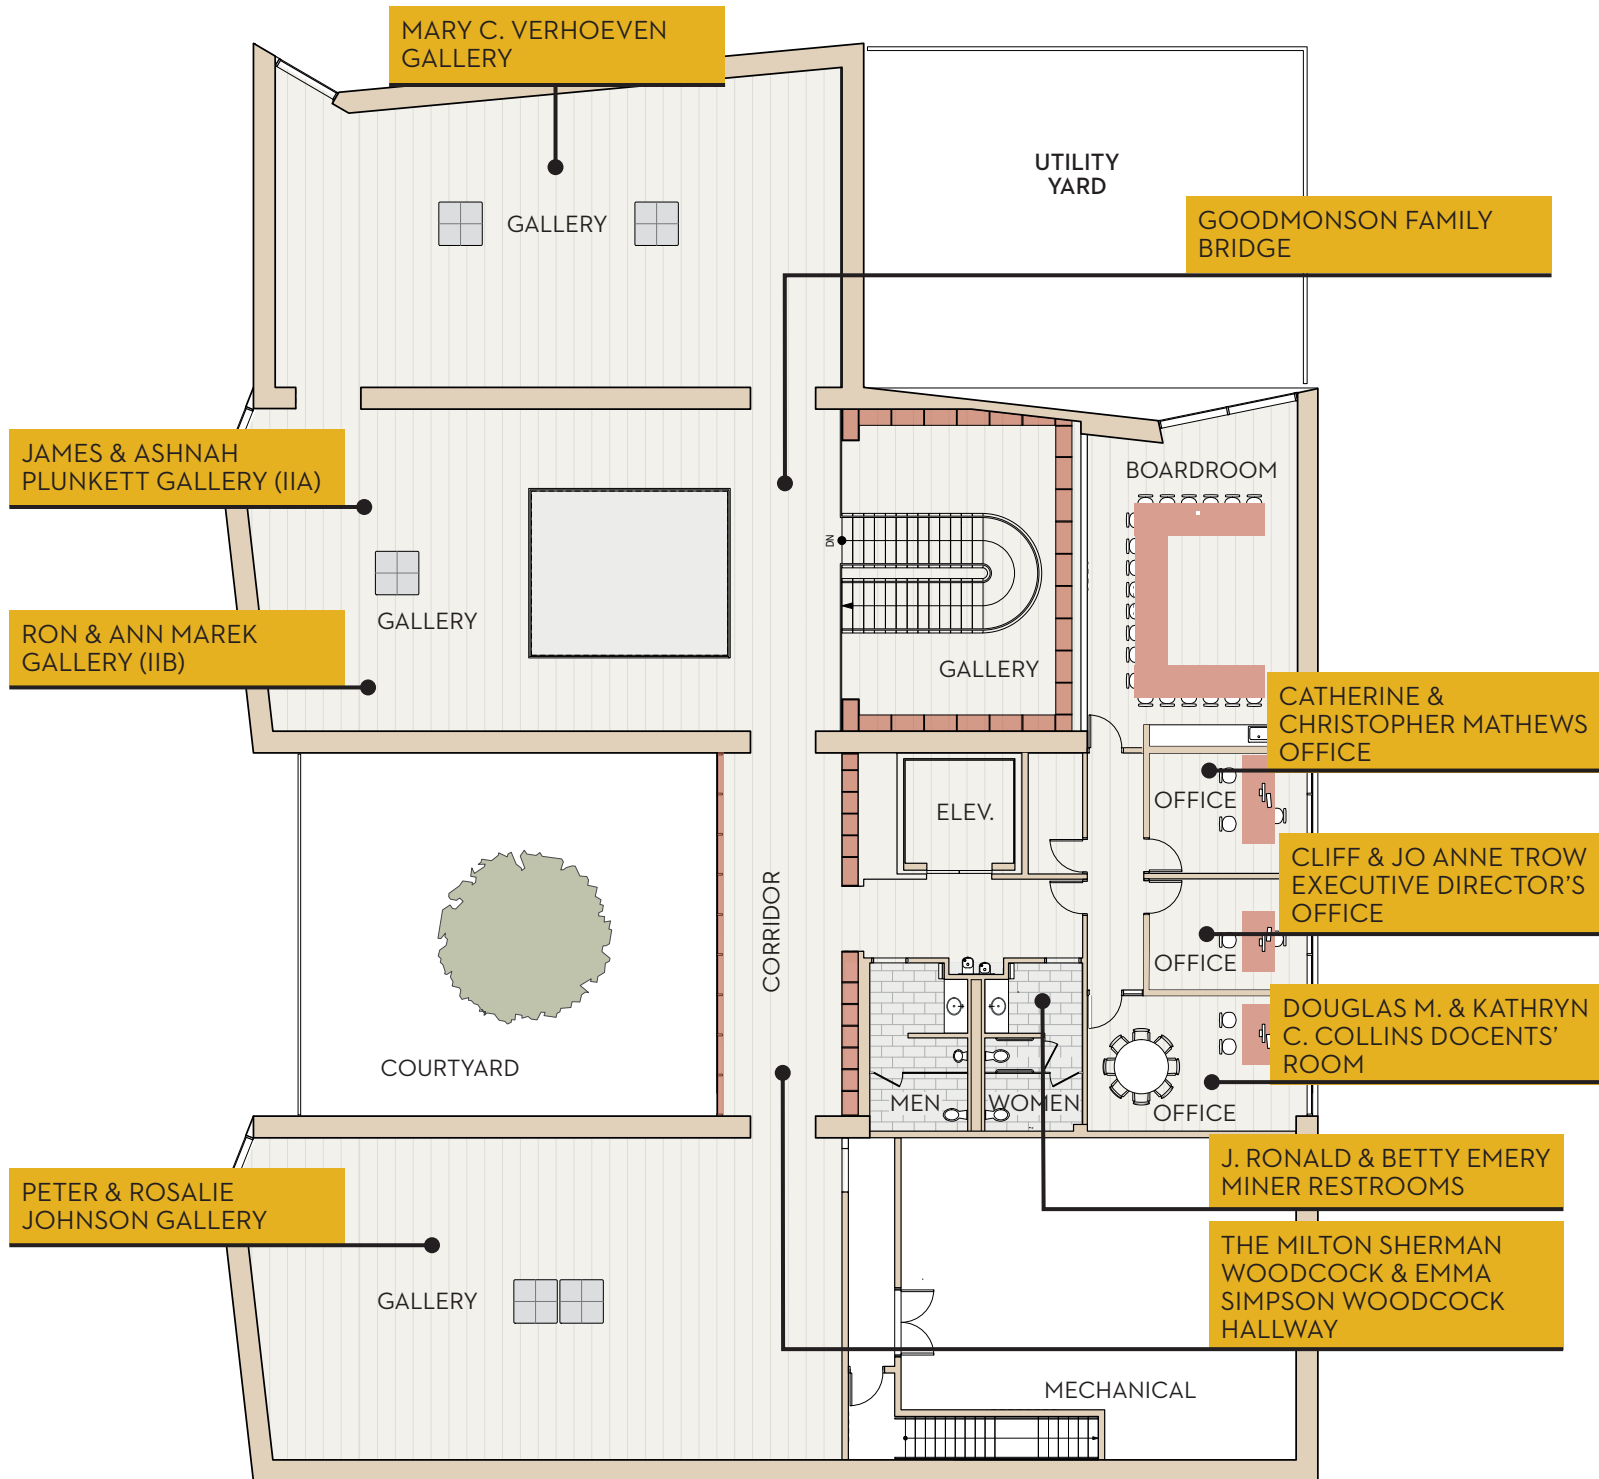 MARY C. VERHOEVEN
GALLERY
UTILITY
YARD
GOODMONSON FAMILY
BRIDGE
GALLERY
JAMES & ASHNAH
PLUNKETT GALLERY (IIA)
BOARDROOM
DN
RON & ANN MAREK
GALLERY (IIB)
GALLERY
GALLERY
CATHERINE &
CHRISTOPHER MATHEWS
OFFICE
OFFICE
ELEV.
CLIFF & JO ANNE TROW
EXECUTIVE DIRECTOR'S
OFFICE
CORRIDOR
OFFICE
DOUGLAS M. & KATHRYN
C. COLLINS DOCENTS'
ROOM
COURTYARD
MEN
WOMEN
OFFICE
J. RONALD & BETTY EMERY
MINER RESTROOMS
PETER & ROSALIE
JOHNSON GALLERY
THE MILTON SHERMAN
WOODCOCK & EMMA
SIMPSON WOODCOCK
HALLWAY
GALLERY
MECHANICAL